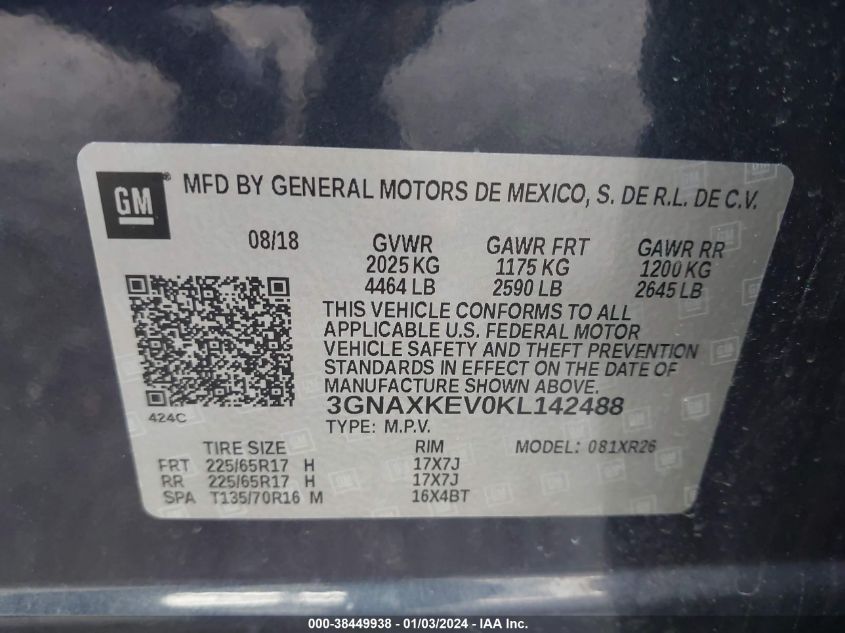 GM ® MFD BY GENERAL MOTORS DE MEXICO, S. DE R.L. DE C.V.
08/18 GVWR GAWR FRT GAWR RR
2025 KG 1175 KG 1200 KG
4464 LB 2590 LB 2645 LB
THIS VEHICLE CONFORMS TO ALL
APPLICABLE U.S. FEDERAL MOTOR
VEHICLE SAFETY AND THEFT PREVENTION
STANDARDS IN EFFECT ON THE DATE OF
MANUFACTURE SHOWN ABOVE.
3GNAXKEV0KL142488
424C
TYPE: M.P.V.
TIRE SIZE RIM MODEL: 081XR26
FRT 225/65R17 H 17X7J
RR 225/65R17 H 17X7J
SPA T135/70R16 M 16X4BT
000-38449938 - 01/03/2024 - IAA Inc.